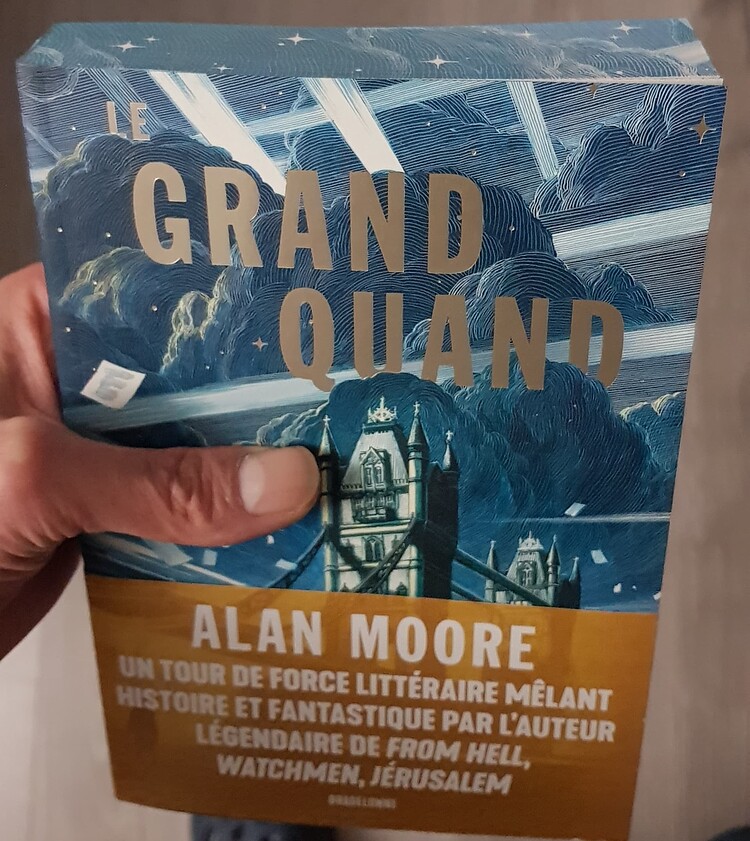 LE
GRAND
QUAND
ALAN MOORE
UN TOUR DE FORCE LITTÉRAIRE MÊLANT
HISTOIRE ET FANTASTIQUE PAR L'AUTEUR
LÉGENDAIRE DE FROM HELL,
WATCHMEN, JÉRUSALEM
BRAGELONNE